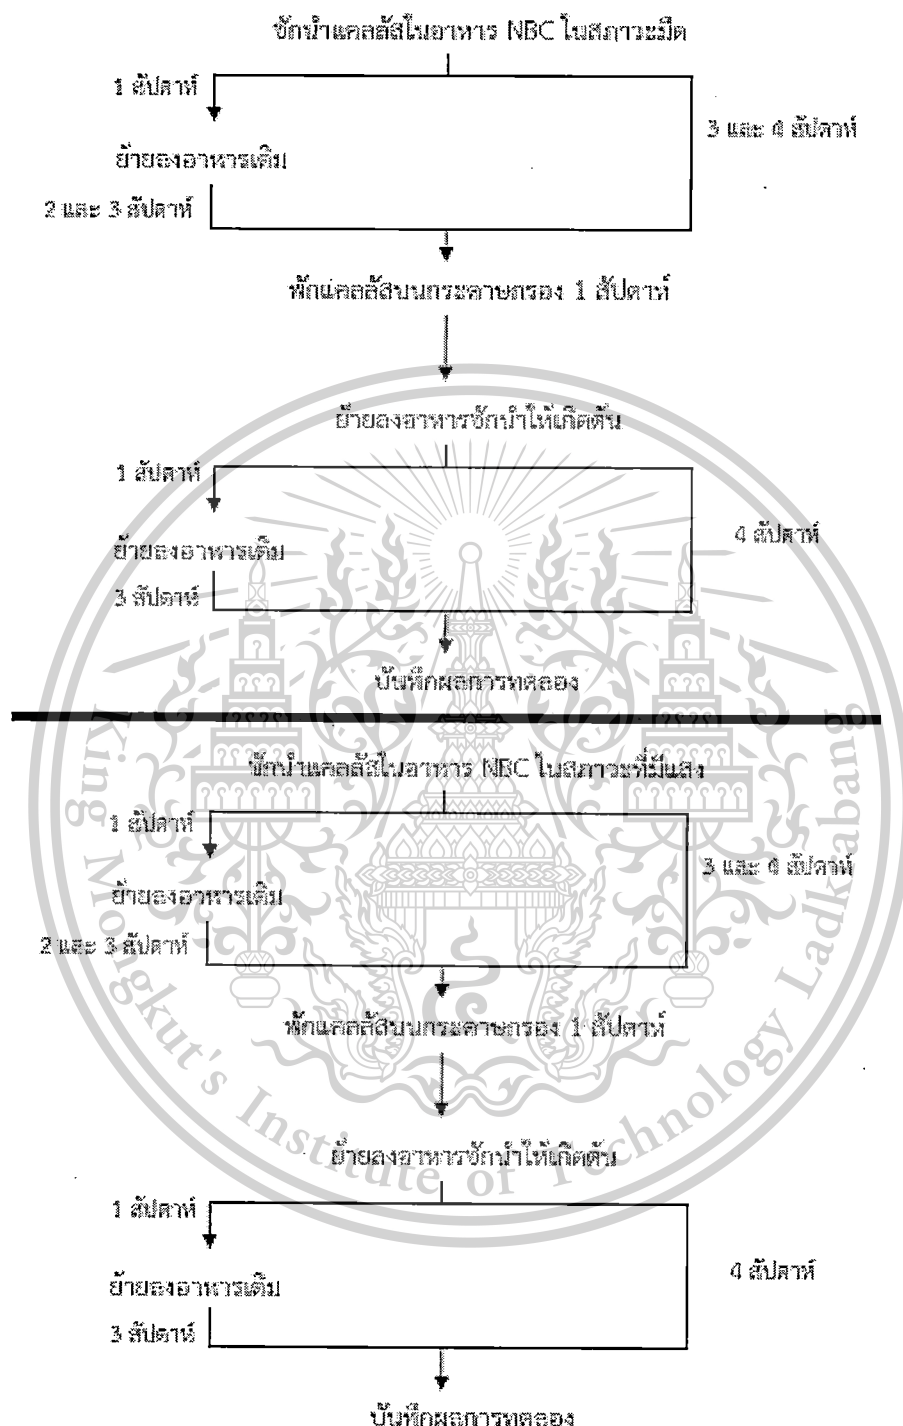 ชักนำแคลลัสในอาหาร NBC ในสภาวะมืด
1 สัปดาห์
3 และ 4 สัปดาห์
ย้ายลงอาหารเดิม
2 และ 3 สัปดาห์
พักแคลลัสบนกระดาษกรอง 1 สัปดาห์
ย้ายลงอาหารชักนำให้เกิดต้น
1 สัปดาห์
4 สัปดาห์
ย้ายลงอาหารเดิม
3 สัปดาห์
บันทึกผลการทดลอง
ชักนำแคลลัสในอาหาร NBC ในสภาวะที่มีแสง
1 สัปดาห์
3 และ 4 สัปดาห์
ย้ายลงอาหารเดิม
2 และ 3 สัปดาห์
พักแคลลัสบนกระดาษกรอง 1 สัปดาห์
ย้ายลงอาหารชักนำให้เกิดต้น
1 สัปดาห์
4 สัปดาห์
ย้ายลงอาหารเดิม
3 สัปดาห์
บันทึกผลการทดลอง
King Mongkut's Institute of Technology Ladkrabang